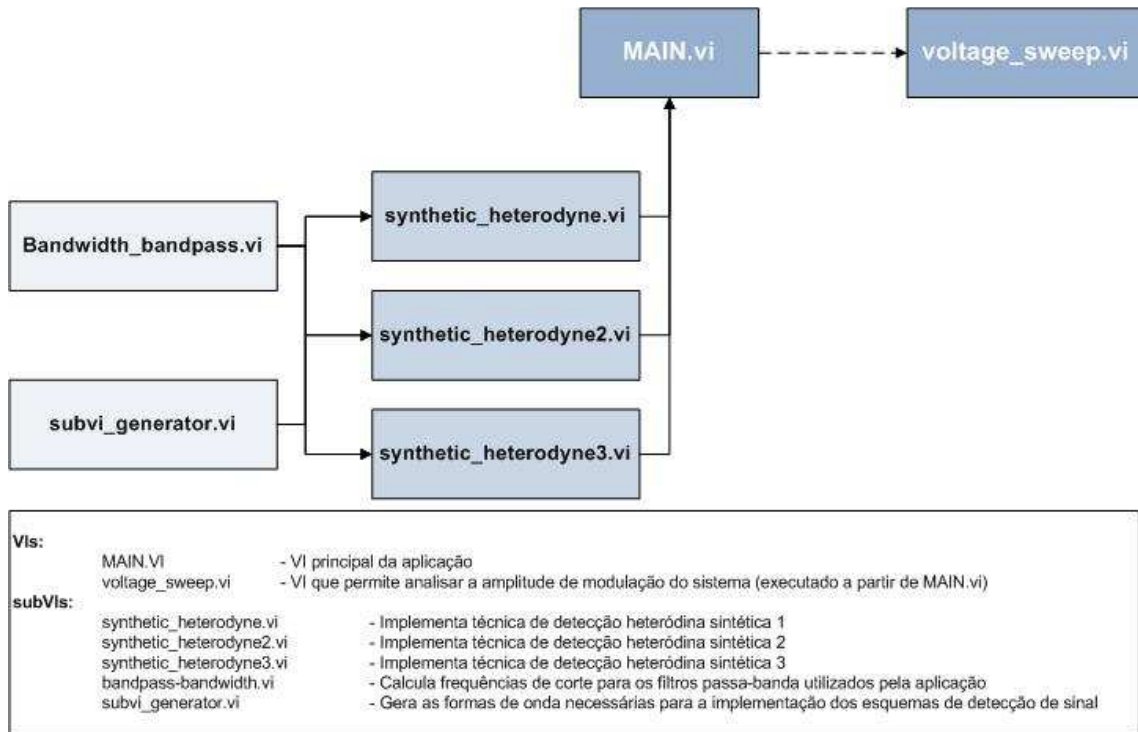 MAIN.vi
voltage_sweep.vi
synthetic_heterodyne.vi
Bandwidth_bandpass.vi
synthetic_heterodyne2.vi
subvi_generator.vi
synthetic_heterodyne3.vi
VIs:
MAIN.VI - VI principal da aplicação
voltage_sweep.vi - VI que permite analisar a amplitude de modulação do sistema (executado a partir de MAIN.vi)
subVIs:
synthetic_heterodyne.vi - Implementa técnica de detecção heteródina sintética 1
synthetic_heterodyne2.vi - Implementa técnica de detecção heteródina sintética 2
synthetic_heterodyne3.vi - Implementa técnica de detecção heteródina sintética 3
bandpass-bandwidth.vi - Calcula frequências de corte para os filtros passa-banda utilizados pela aplicação
subvi_generator.vi - Gera as formas de onda necessárias para a implementação dos esquemas de detecção de sinal